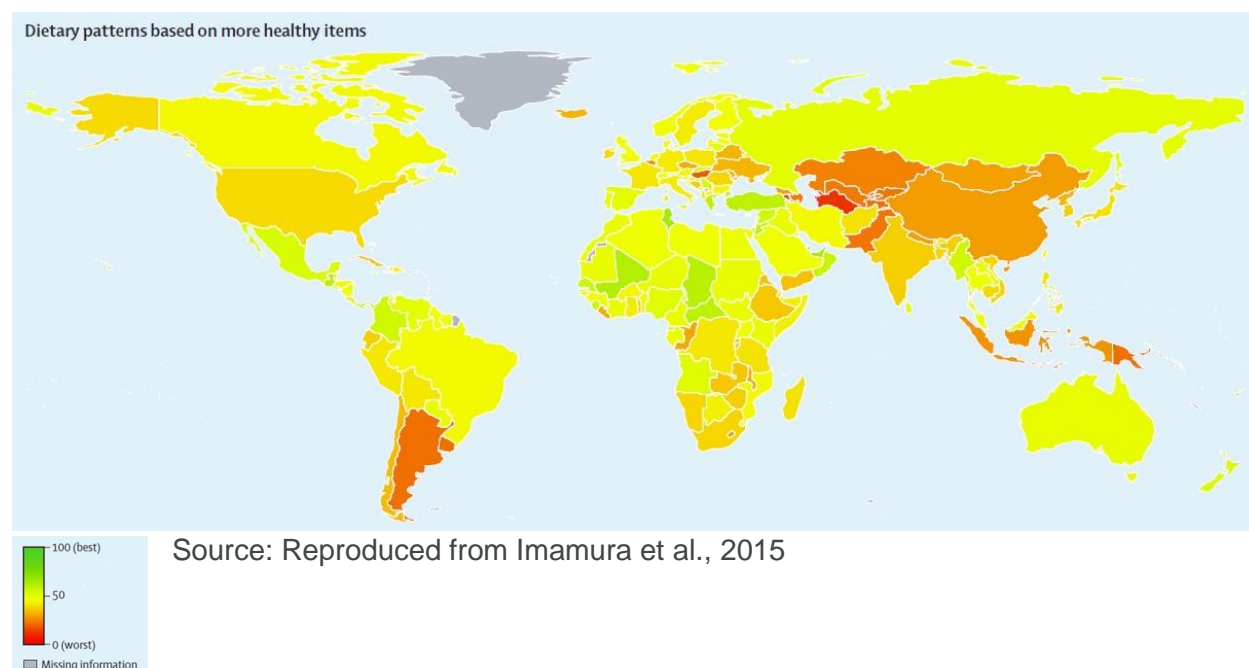 Dietary patterns based on more healthy items
Source: Reproduced from Imamura et al., 2015
100 (best)
50
0 (worst)
Missing information